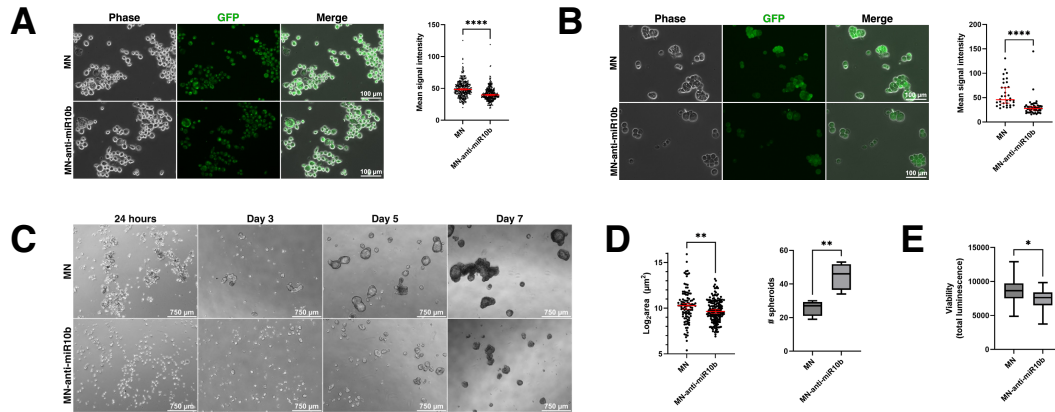 A
Phase GFP Merge
MN
MN-anti-miR10b
100 µm
100 µm
Mean signal intensity
150
100
50
0
****
MN
MN-anti-miR10b
B
Phase GFP Merge
MN
MN-anti-miR10b
100 µm
100 µm
Mean signal intensity
200
150
100
50
0
****
MN
MN-anti-miR10b
C
24 hours Day 3 Day 5 Day 7
MN
750 µm 750 µm 750 µm 750 µm
MN-anti-miR10b
750 µm 750 µm 750 µm 750 µm
D
Log₂area (µm²)
15
10
5
**
MN
MN-anti-miR10b
# spheroids
60
40
20
0
**
MN
MN-anti-miR10b
E
Viability
(total luminescence)
15000
10000
5000
0
*
MN
MN-anti-miR10b